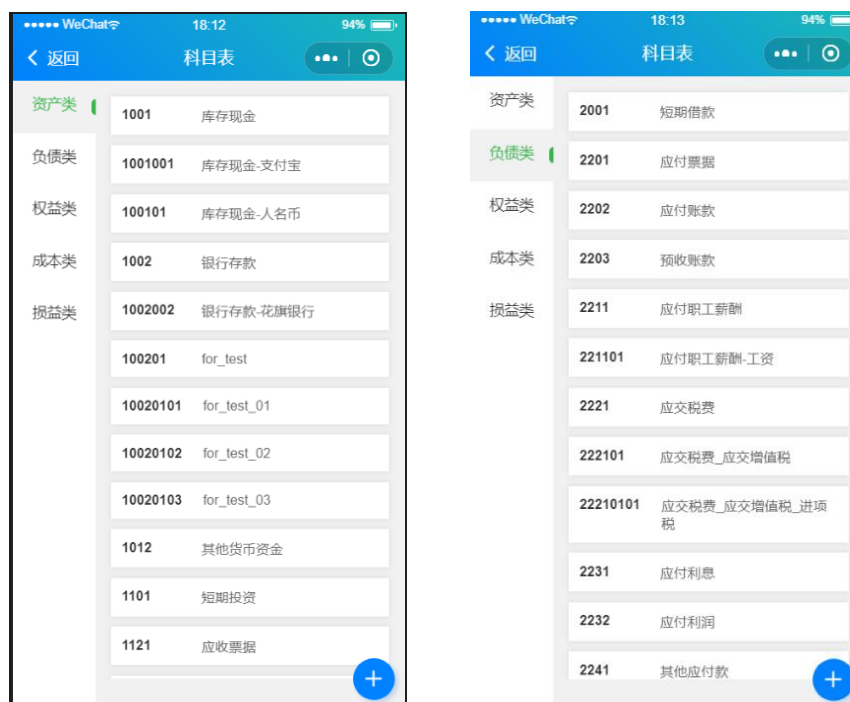 WeChat 18:12 94%
返回 科目表
资产类
负债类
权益类
成本类
损益类
1001 库存现金
1001001 库存现金-支付宝
100101 库存现金-人名币
1002 银行存款
1002002 银行存款-花旗银行
100201 for_test
10020101 for_test_01
10020102 for_test_02
10020103 for_test_03
1012 其他货币资金
1101 短期投资
1121 应收票据
+
WeChat 18:13 94%
返回 科目表
资产类
负债类
权益类
成本类
损益类
2001 短期借款
2201 应付票据
2202 应付账款
2203 预收账款
2211 应付职工薪酬
221101 应付职工薪酬-工资
2221 应交税费
222101 应交税费_应交增值税
22210101 应交税费_应交增值税_进项
税
2231 应付利息
2232 应付利润
2241 其他应付款
+